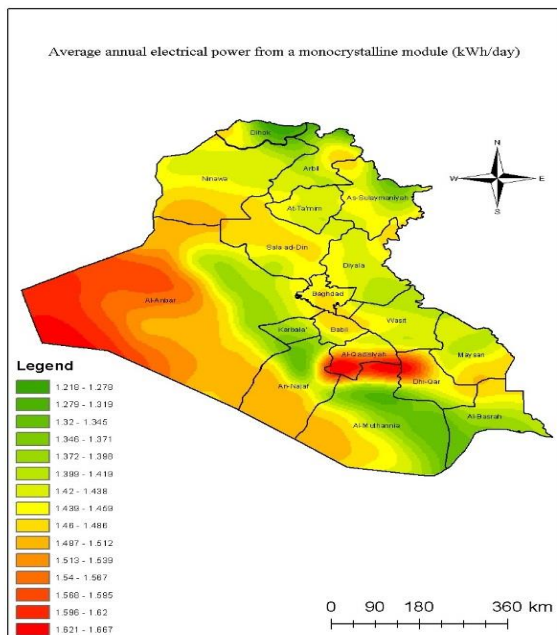 Average annual electrical power from a monocrystalline module (kWh/day)
N
W E
S
Dihok
Arbil
Ninawa
As-Sulaymaniyah
At-Ta'mim
Sala ad-Din
Diyala
Al-Anbar
Baghdad
Wasit
Karbala'
Babil
Al-Qadisiyah
Maysan
An-Najaf
Dhi-Qar
Al-Muthannia
Al-Basrah
Legend
1.218 - 1.278
1.279 - 1.319
1.32 - 1.345
1.346 - 1.371
1.372 - 1.398
1.399 - 1.419
1.42 - 1.438
1.439 - 1.459
1.46 - 1.486
1.487 - 1.512
1.513 - 1.539
1.54 - 1.567
1.568 - 1.595
1.596 - 1.62
1.621 - 1.667
0 90 180 360 km